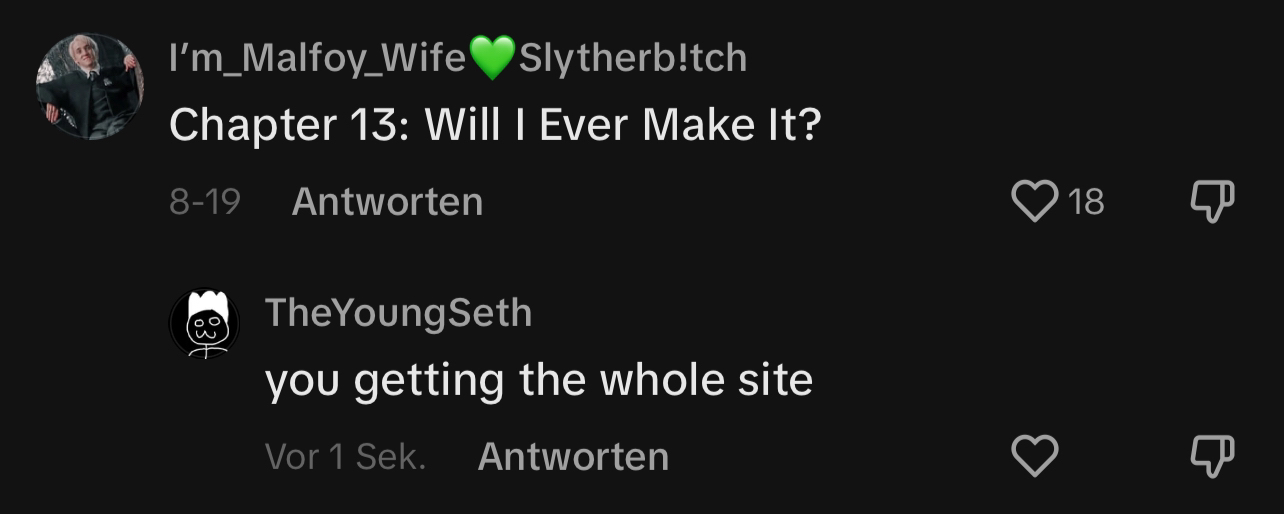 I’m_Malfoy_Wife💚Slytherb!tch
Chapter 13: Will I Ever Make It?
8-19 Antworten 18
TheYoungSeth
you getting the whole site
Vor 1 Sek. Antworten